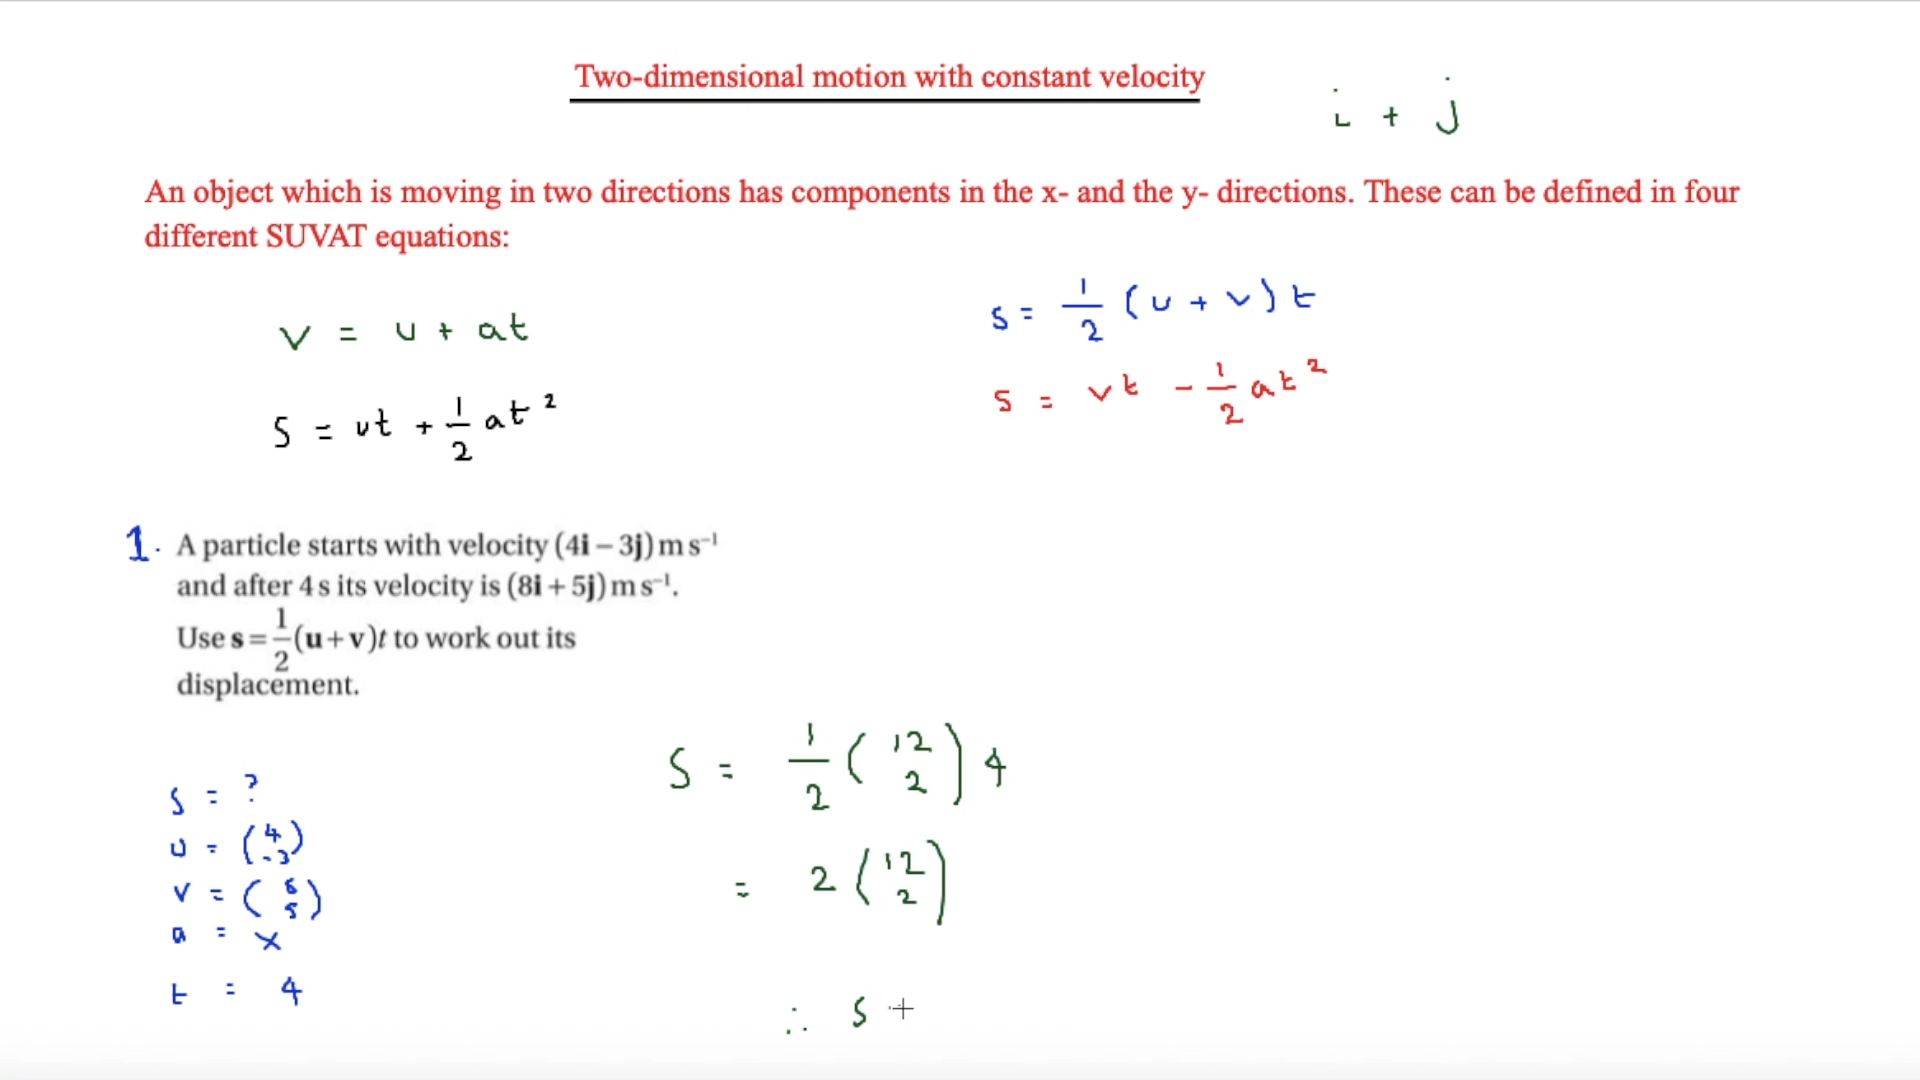 Two-dimensional motion with constant velocity
i + j
An object which is moving in two directions has components in the x- and the y- directions. These can be defined in four
different SUVAT equations:
v = u + at
s = ut + 1/2 at²
s = 1/2 (u + v) t
s = vt - 1/2 at²
1. A particle starts with velocity (4i – 3j) m s⁻¹
and after 4 s its velocity is (8i + 5j) m s⁻¹.
Use s = 1/2 (u + v)t to work out its
displacement.
s = ?
u = (4 -3)
v = (8 5)
a = x
t = 4
S = 1/2 (12 2) 4
= 2 (12 2)
∴ s